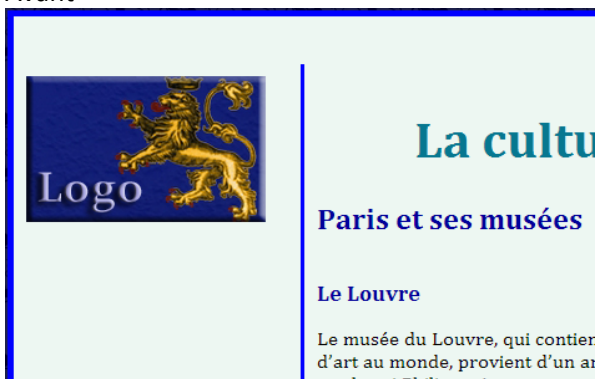 Logo
La cultu
Paris et ses musées
Le Louvre
Le musée du Louvre, qui contien
d'art au monde, provient d'un a